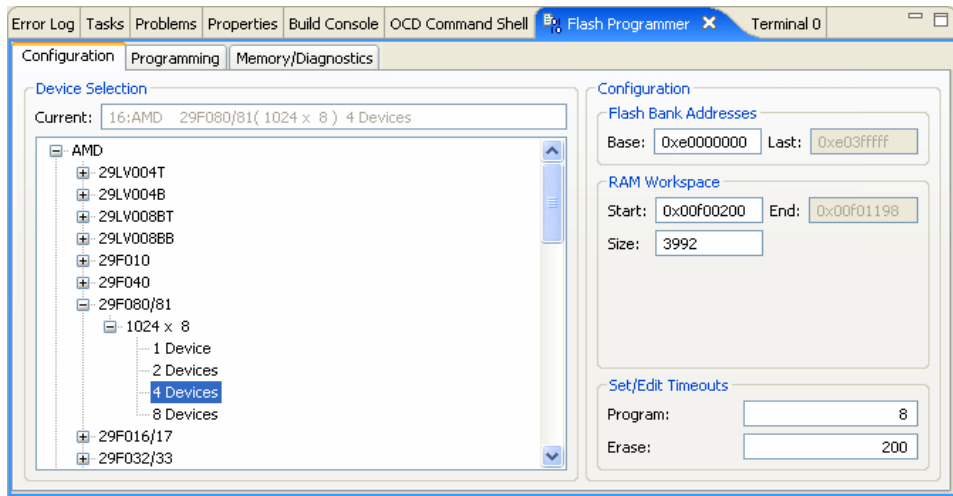 Error Log Tasks Problems Properties Build Console OCD Command Shell Flash Programmer Terminal 0
Configuration Programming Memory/Diagnostics
Device Selection
Current: 16:AMD 29F080/81( 1024 x 8 ) 4 Devices
AMD
29LV004T
29LV004B
29LV008BT
29LV008BB
29F010
29F040
29F080/81
1024 x 8
1 Device
2 Devices
4 Devices
8 Devices
29F016/17
29F032/33
Configuration
Flash Bank Addresses
Base: 0xe0000000 Last: 0xe03fffff
RAM Workspace
Start: 0x00f00200 End: 0x00f01198
Size: 3992
Set/Edit Timeouts
Program: 8
Erase: 200